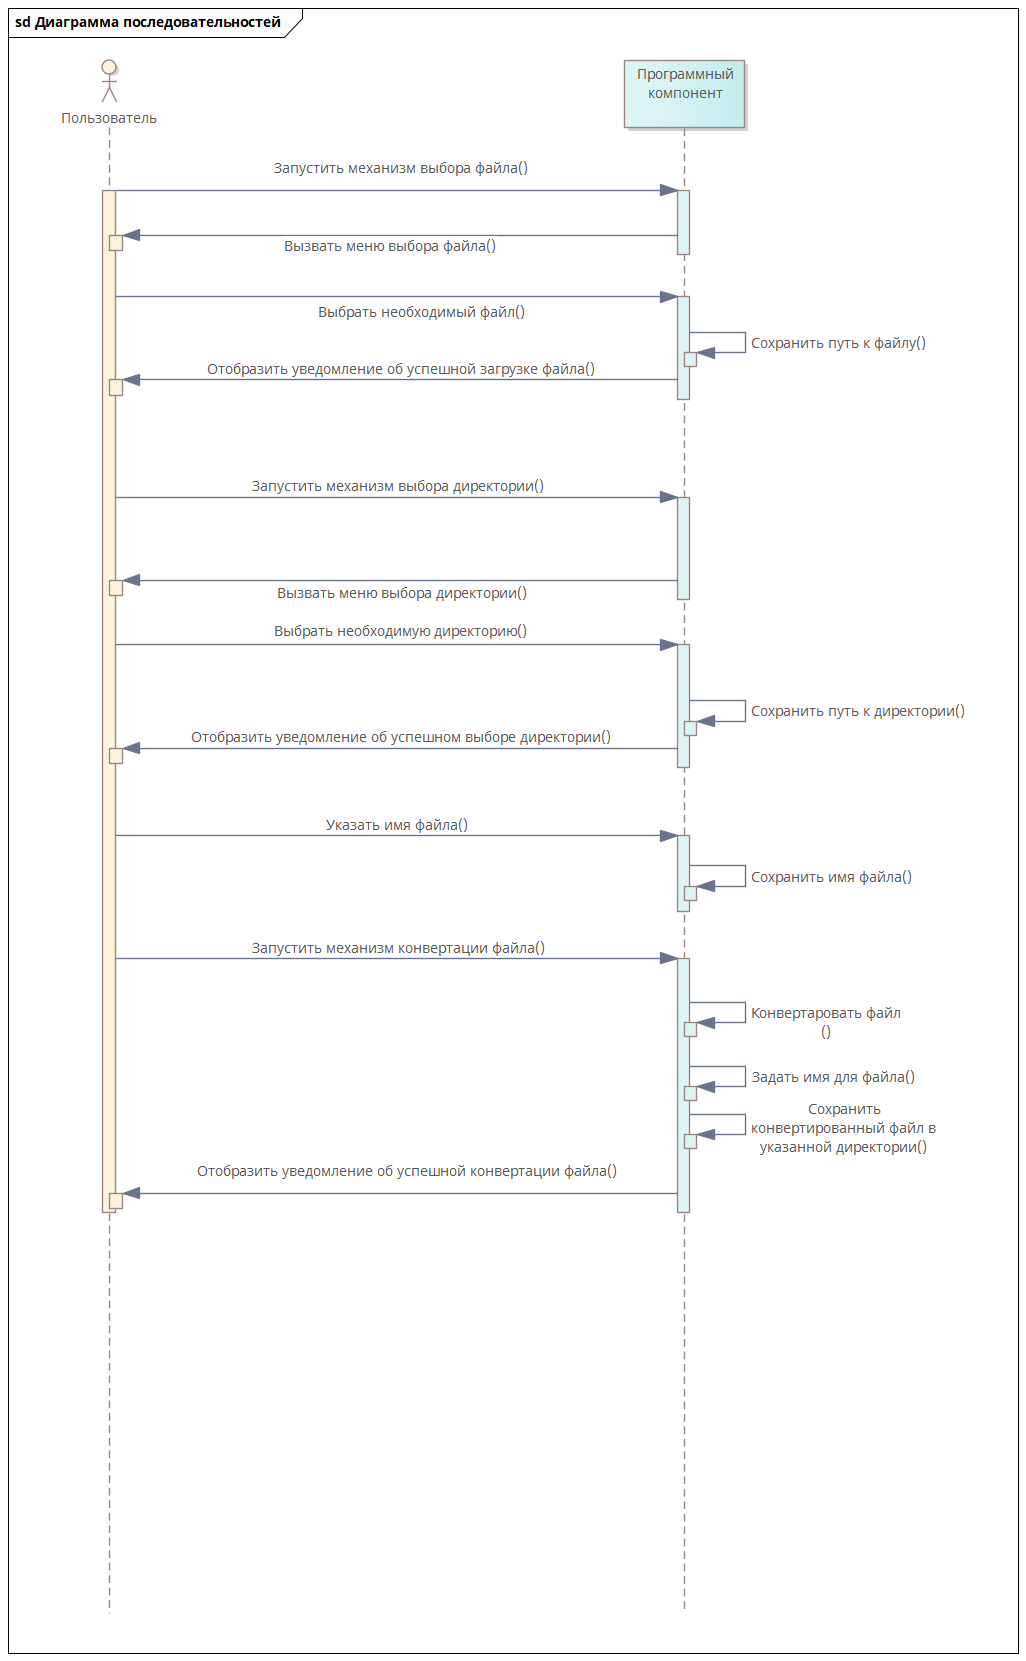 sd Диаграмма последовательностей
Пользователь
Программный
компонент
Запустить механизм выбора файла()
Вызвать меню выбора файла()
Выбрать необходимый файл()
Сохранить путь к файлу()
Отобразить уведомление об успешной загрузке файла()
Запустить механизм выбора директории()
Вызвать меню выбора директории()
Выбрать необходимую директорию()
Сохранить путь к директории()
Отобразить уведомление об успешном выборе директории()
Указать имя файла()
Сохранить имя файла()
Запустить механизм конвертации файла()
Конвертаровать файл
()
Задать имя для файла()
Сохранить
конвертированный файл в
указанной директории()
Отобразить уведомление об успешной конвертации файла()